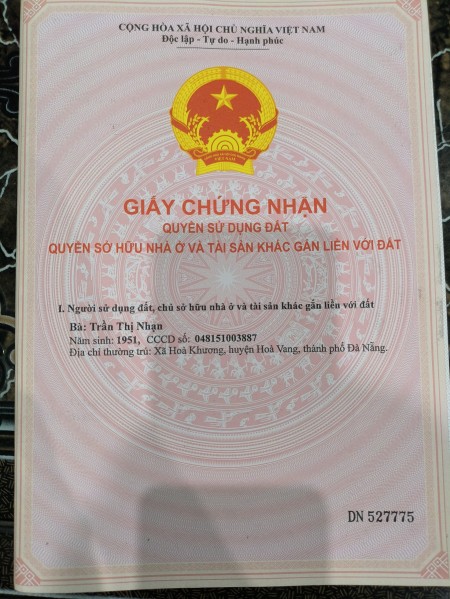 CỘNG HÒA XÃ HỘI CHỦ NGHĨA VIỆT NAM
Độc lập - Tự do - Hạnh phúc
VIỆT NAM
GIẤY CHỨNG NHẬN
QUYỀN SỬ DỤNG ĐẤT
QUYỀN SỞ HỮU NHÀ Ở VÀ TÀI SẢN KHÁC GẮN LIỀN VỚI ĐẤT
I. Người sử dụng đất, chủ sở hữu nhà ở và tài sản khác gắn liền với đất
Bà: Trần Thị Nhạn
Năm sinh: 1951, CCCD số: 048151003887
Địa chỉ thường trú: Xã Hoà Khương, huyện Hoà Vang, thành phố Đà Nẵng.
DN 527775